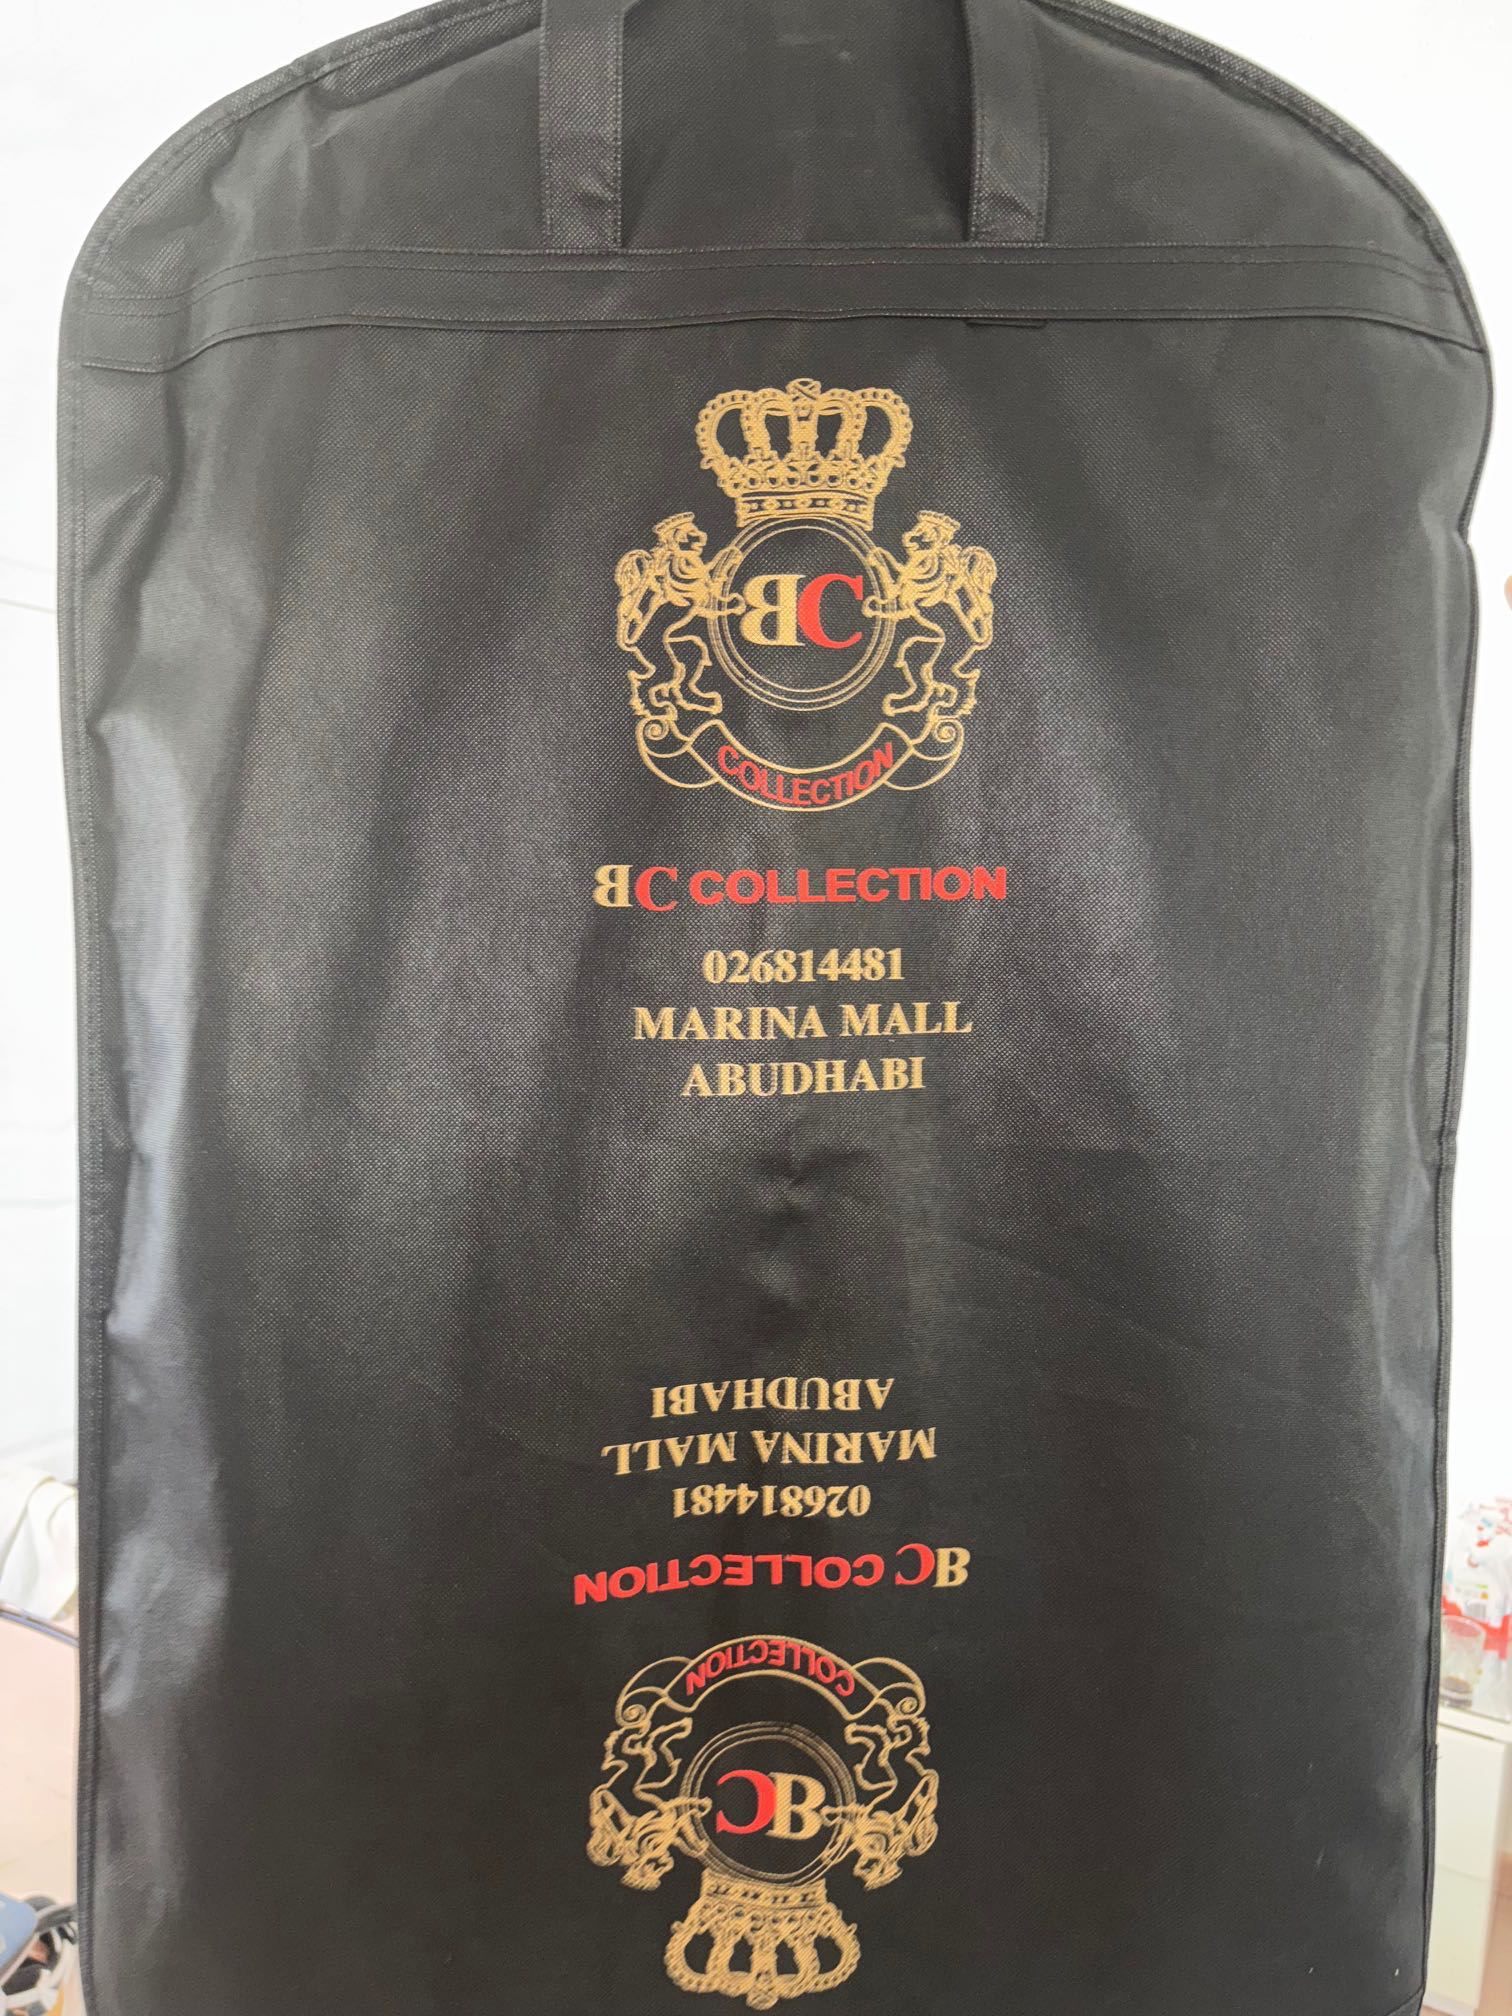 BC
COLLECTION
BC COLLECTION
026814481
MARINA MALL
ABUDHABI
ABUDHABI
MARINA MALL
026814481
BC COLLECTION
COLLECTION
BC